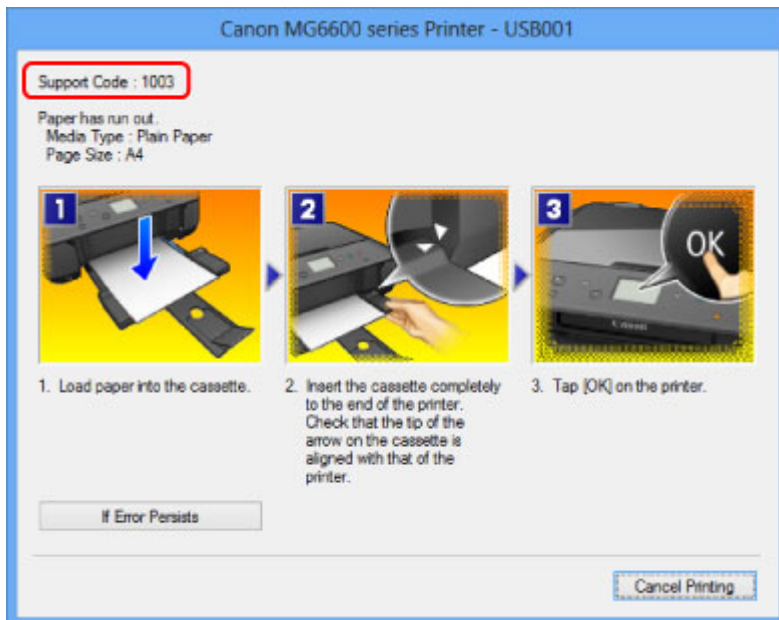 Canon MG6600 series Printer - USB001
Support Code : 1003
Paper has run out.
Media Type : Plain Paper
Page Size : A4
1
2
3
OK
Canon
1. Load paper into the cassette.
2. Insert the cassette completely
to the end of the printer.
Check that the tip of the
arrow on the cassette is
aligned with that of the
printer.
3. Tap [OK] on the printer.
If Error Persists
Cancel Printing